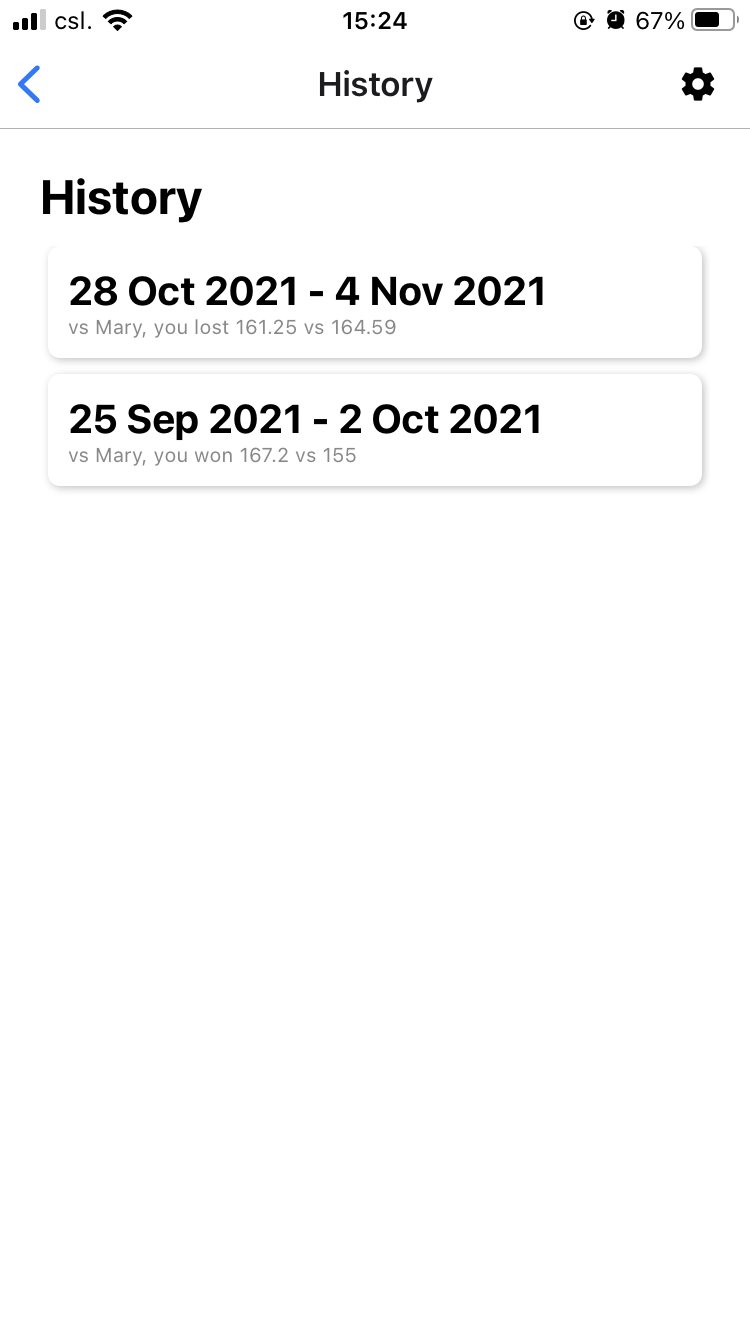 csl. 15:24 67%
History
History
28 Oct 2021 - 4 Nov 2021
vs Mary, you lost 161.25 vs 164.59
25 Sep 2021 - 2 Oct 2021
vs Mary, you won 167.2 vs 155